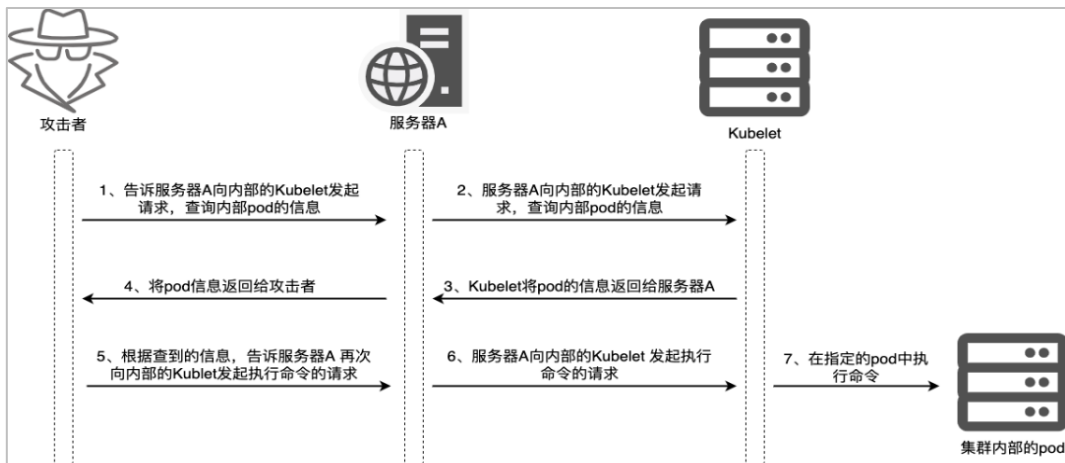 攻击者
服务器A
Kubelet
1、告诉服务器A向内部的Kubelet发起
请求，查询内部pod的信息
2、服务器A向内部的Kubelet发起请
求，查询内部pod的信息
4、将pod信息返回给攻击者
3、Kubelet将pod的信息返回给服务器A
5、根据查到的信息，告诉服务器A 再次
向内部的Kublet发起执行命令的请求
6、服务器A向内部的Kubelet 发起执行
命令的请求
7、在指定的pod中执
行命令
集群内部的pod